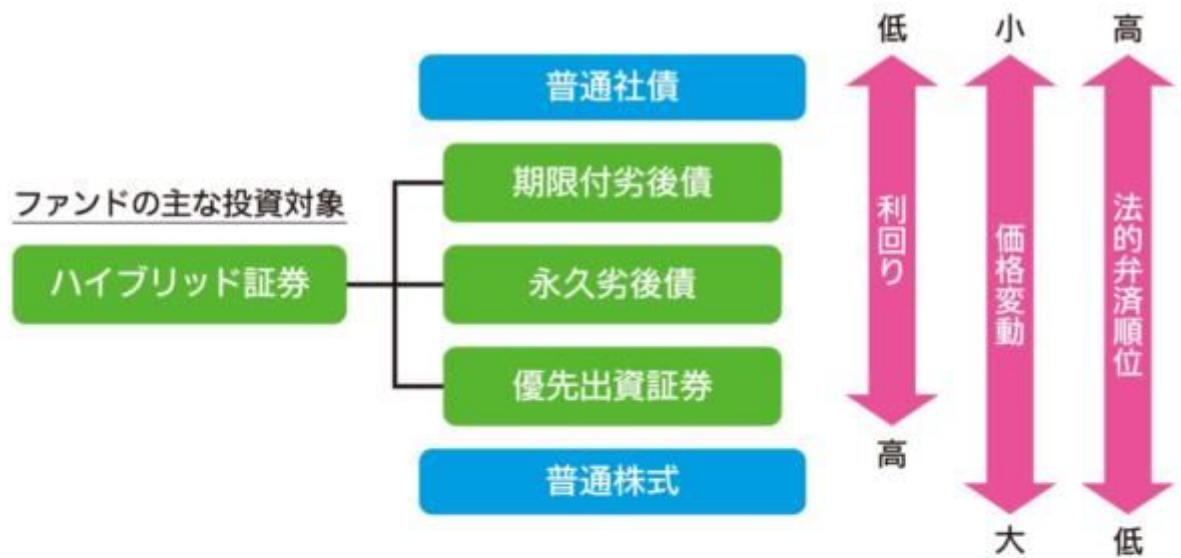 低
小
高
普通社債
期限付劣後債
ファンドの主な投資対象
ハイブリッド証券
永久劣後債
優先出資証券
普通株式
利回り
価格変動
法的弁済順位
高
大
低